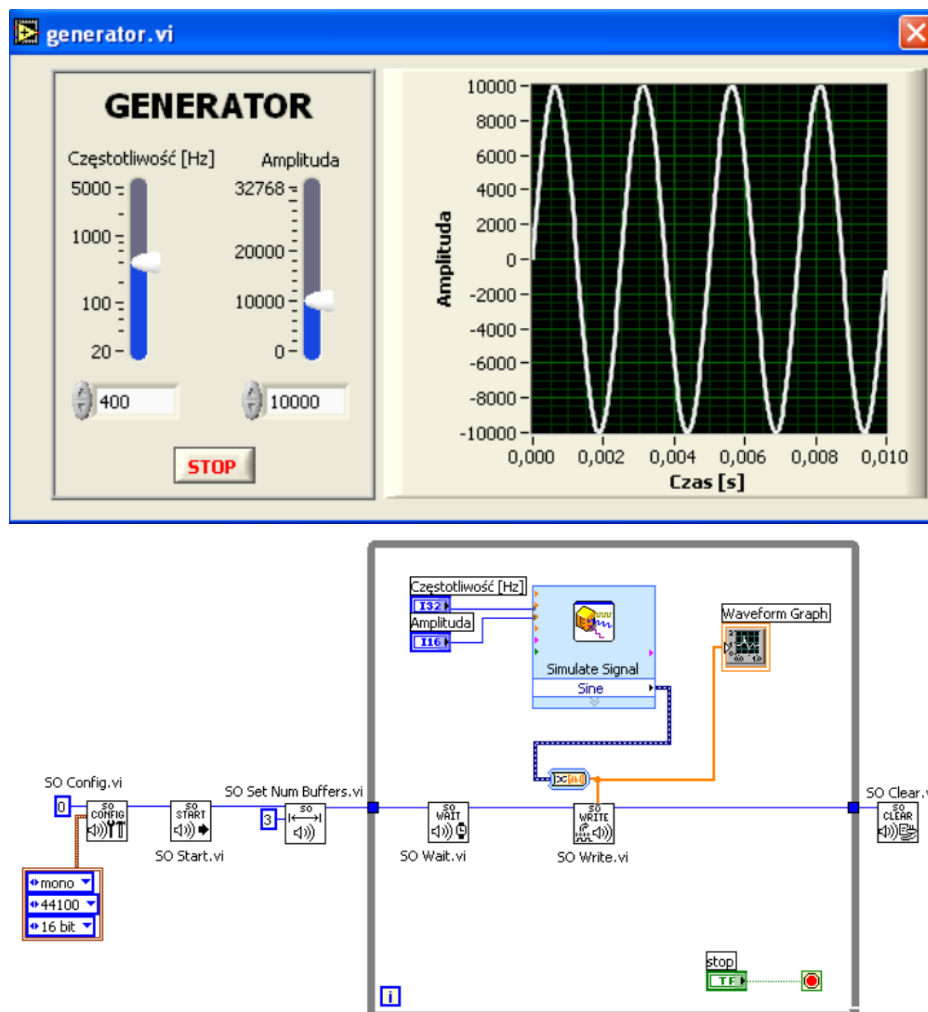 generator.vi
GENERATOR
Częstotliwość [Hz]
Amplituda
5000
1000
100
20
32768
20000
10000
0
400
10000
STOP
Amplituda
10000
8000
6000
4000
2000
0
-2000
-4000
-6000
-8000
-10000
0,000 0,002 0,004 0,006 0,008 0,010
Czas [s]
Częstotliwość [Hz]
I32
Amplituda
I16
Simulate Signal
Sine
Waveform Graph
SO Config.vi
0
SO
CONFIG
SO
START
SO Start.vi
SO Set Num Buffers.vi
3
SO
SO
WAIT
SO Wait.vi
SO
WRITE
SO Write.vi
SO Clear.v
SO
CLEAR
mono
44100
16 bit
stop
TF
i